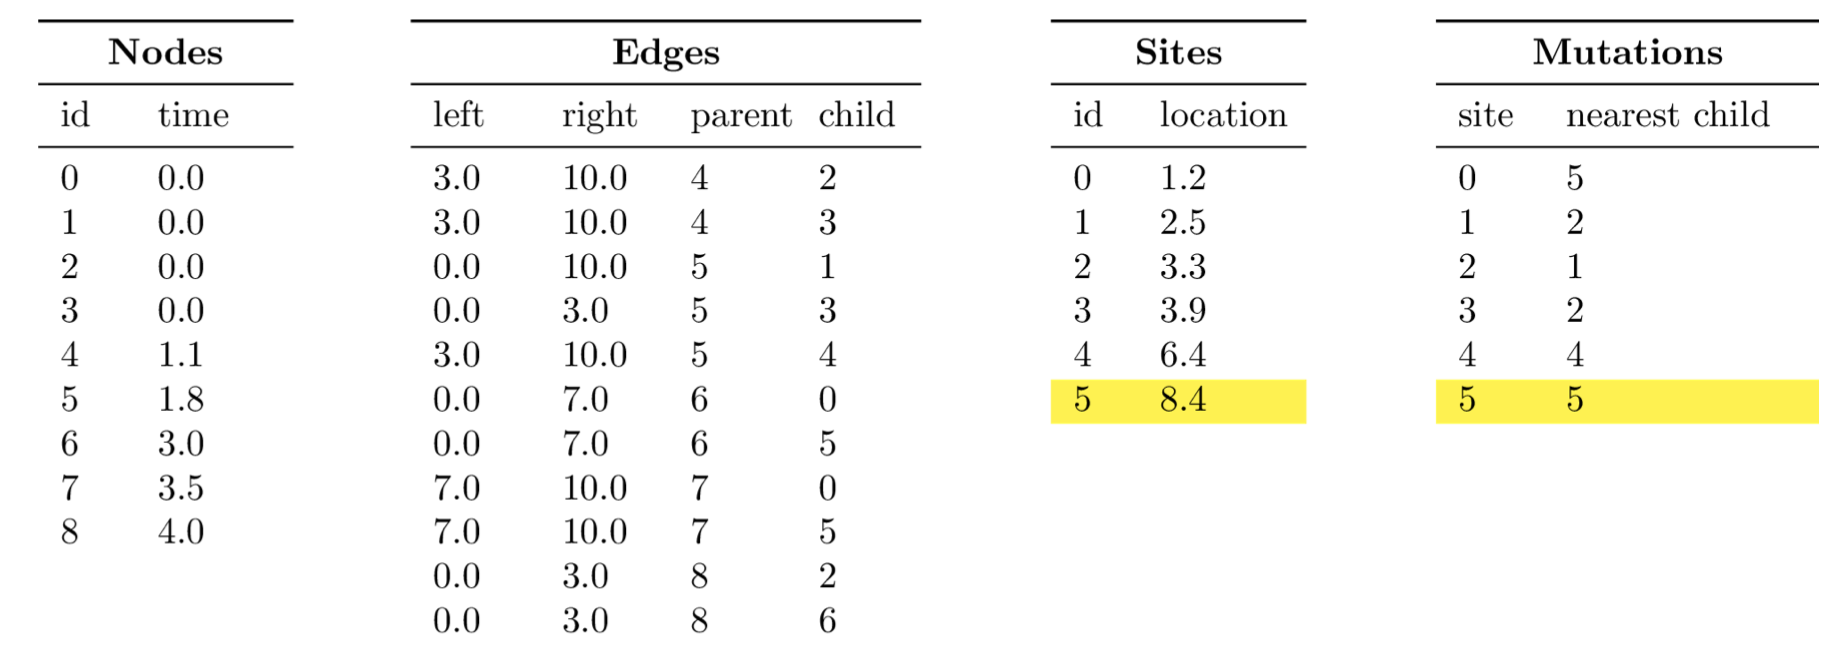 Nodes Edges Sites Mutations
id time left right parent child id location site nearest child
0 0.0 3.0 10.0 4 2 0 1.2 0 5
1 0.0 3.0 10.0 4 3 1 2.5 1 2
2 0.0 0.0 10.0 5 1 2 3.3 2 1
3 0.0 0.0 3.0 5 3 3 3.9 3 2
4 1.1 3.0 10.0 5 4 4 6.4 4 4
5 1.8 0.0 7.0 6 0 5 8.4 5 5
6 3.0 0.0 7.0 6 5
7 3.5 7.0 10.0 7 0
8 4.0 7.0 10.0 7 5
0.0 3.0 8 2
0.0 3.0 8 6